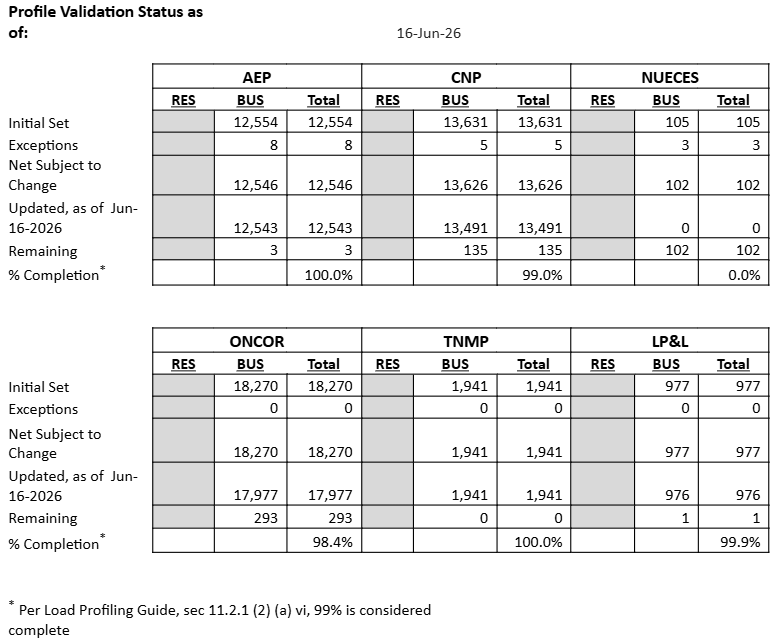 Profile Validation Status as
of:
16-Jun-26
AEP CNP NUECES
RES BUS Total RES BUS Total RES BUS Total
Initial Set 12,554 12,554 13,631 13,631 105 105
Exceptions 8 8 5 5 3 3
Net Subject to
Change 12,546 12,546 13,626 13,626 102 102
Updated, as of Jun-
16-2026 12,543 12,543 13,491 13,491 0 0
Remaining 3 3 135 135 102 102
% Completion* 100.0% 99.0% 0.0%
ONCOR TNMP LP&L
RES BUS Total RES BUS Total RES BUS Total
Initial Set 18,270 18,270 1,941 1,941 977 977
Exceptions 0 0 0 0 0 0
Net Subject to
Change 18,270 18,270 1,941 1,941 977 977
Updated, as of Jun-
16-2026 17,977 17,977 1,941 1,941 976 976
Remaining 293 293 0 0 1 1
% Completion* 98.4% 100.0% 99.9%
* Per Load Profiling Guide, sec 11.2.1 (2) (a) vi, 99% is considered
complete